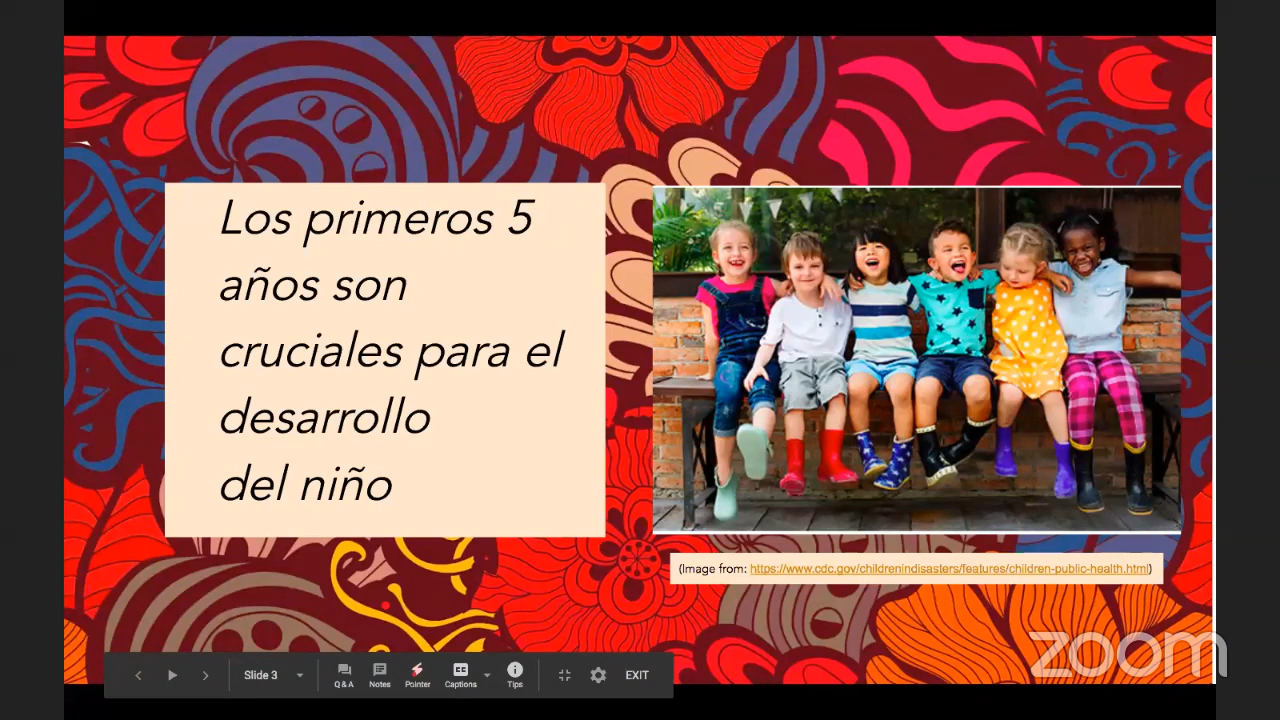 Los primeros 5
años son
cruciales para el
desarrollo
del niño
(Image from: https://www.cdc.gov/childrenindisasters/features/children-public-health.html)
zoom
Slide 3
Q&A
Notes
Pointer
Captions
Tips
EXIT